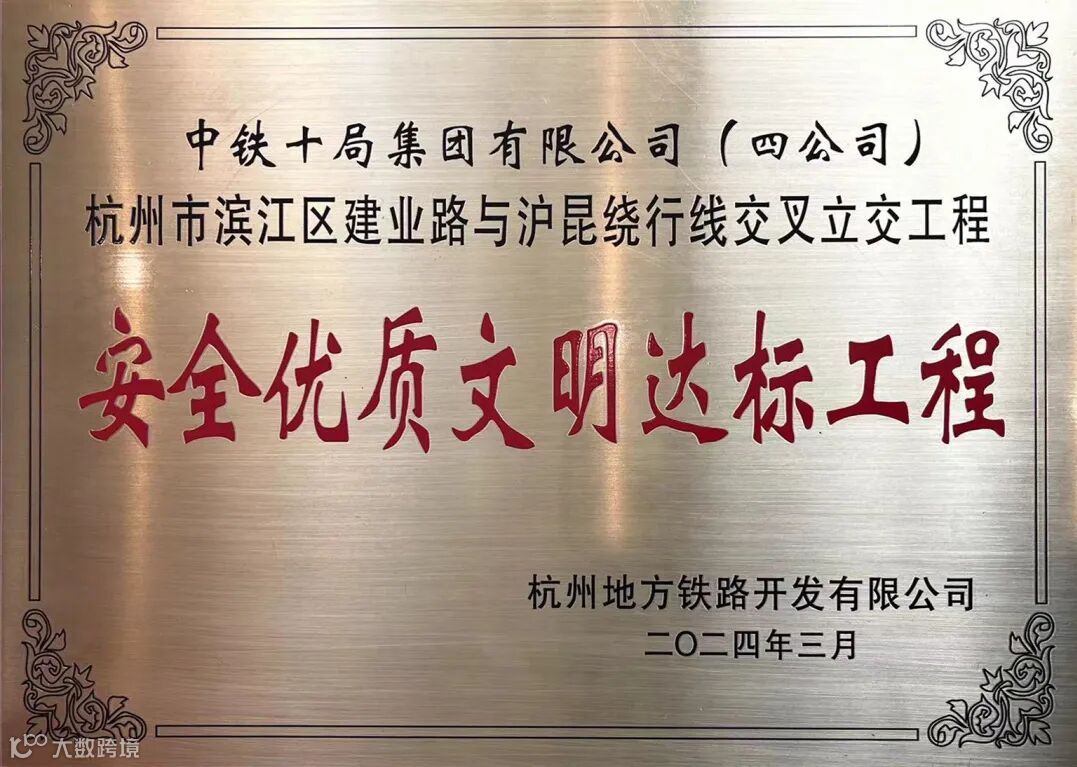 中铁十局集团有限公司（四公司）
杭州市滨江区建业路与沪昆绕行线交叉立交工程
安全优质文明达标工程
杭州地方铁路开发有限公司
二〇二四年三月
大数跨境